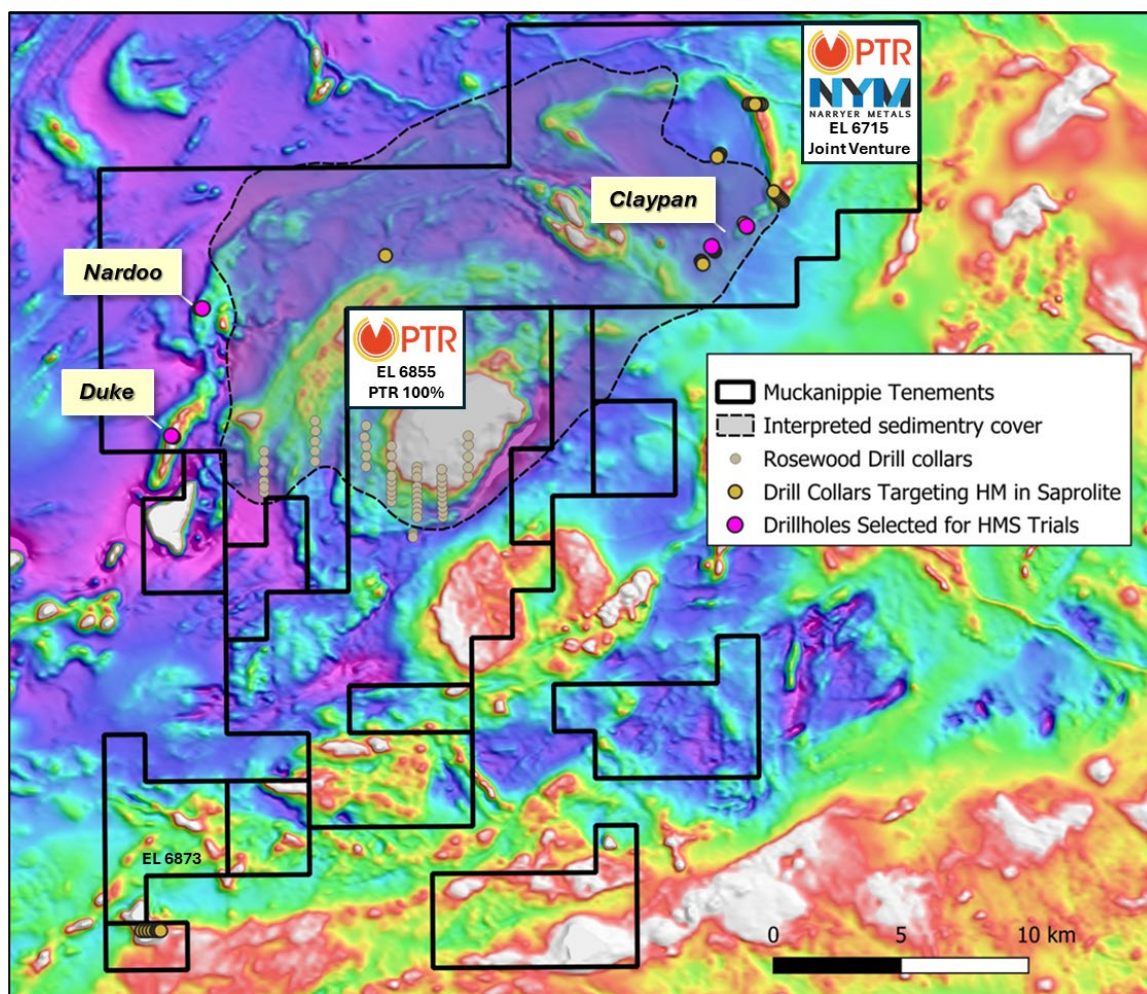 PTR
NYM
NARRYER METALS
EL 6715
Joint Venture
Claypan
Nardoo
PTR
EL 6855
PTR 100%
Duke
Muckanippie Tenements
Interpreted sedimentry cover
Rosewood Drill collars
Drill Collars Targeting HM in Saprolite
Drillholes Selected for HMS Trials
EL 6873
0 5 10 km